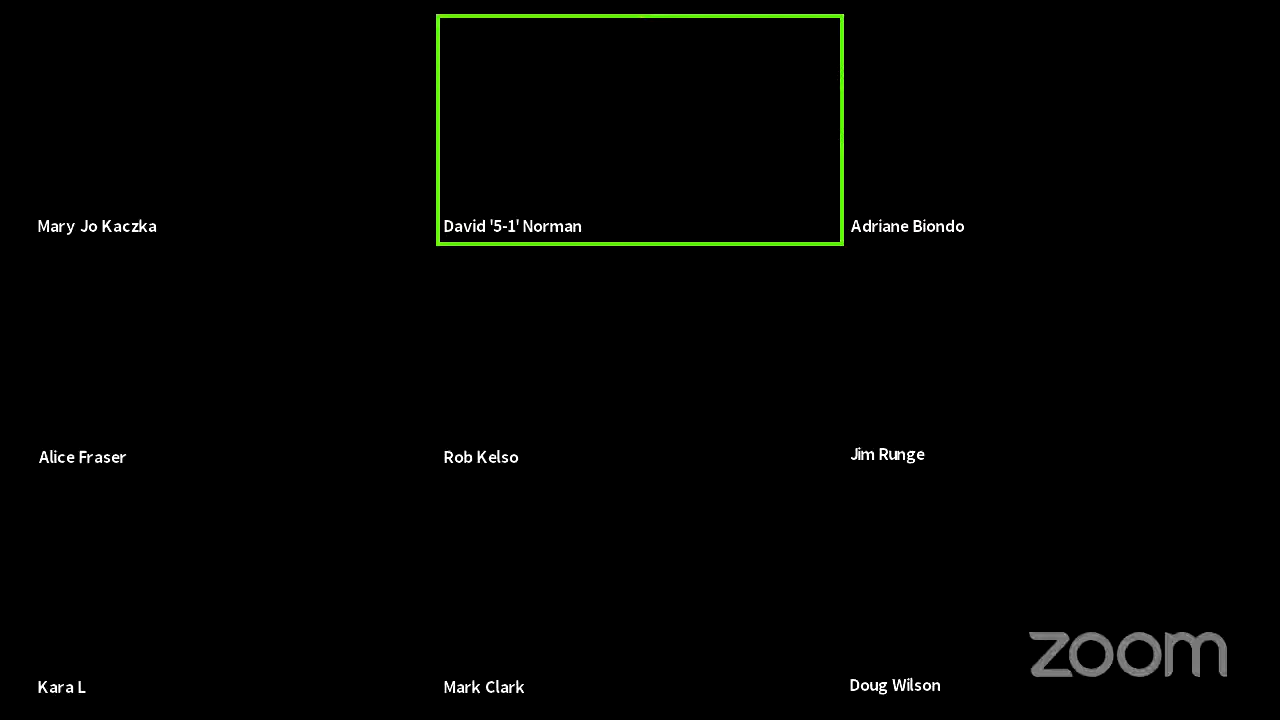 Mary Jo Kaczka
David '5-1' Norman
Adriane Biondo
Alice Fraser
Rob Kelso
Jim Runge
Kara L
Mark Clark
Doug Wilson
zoom